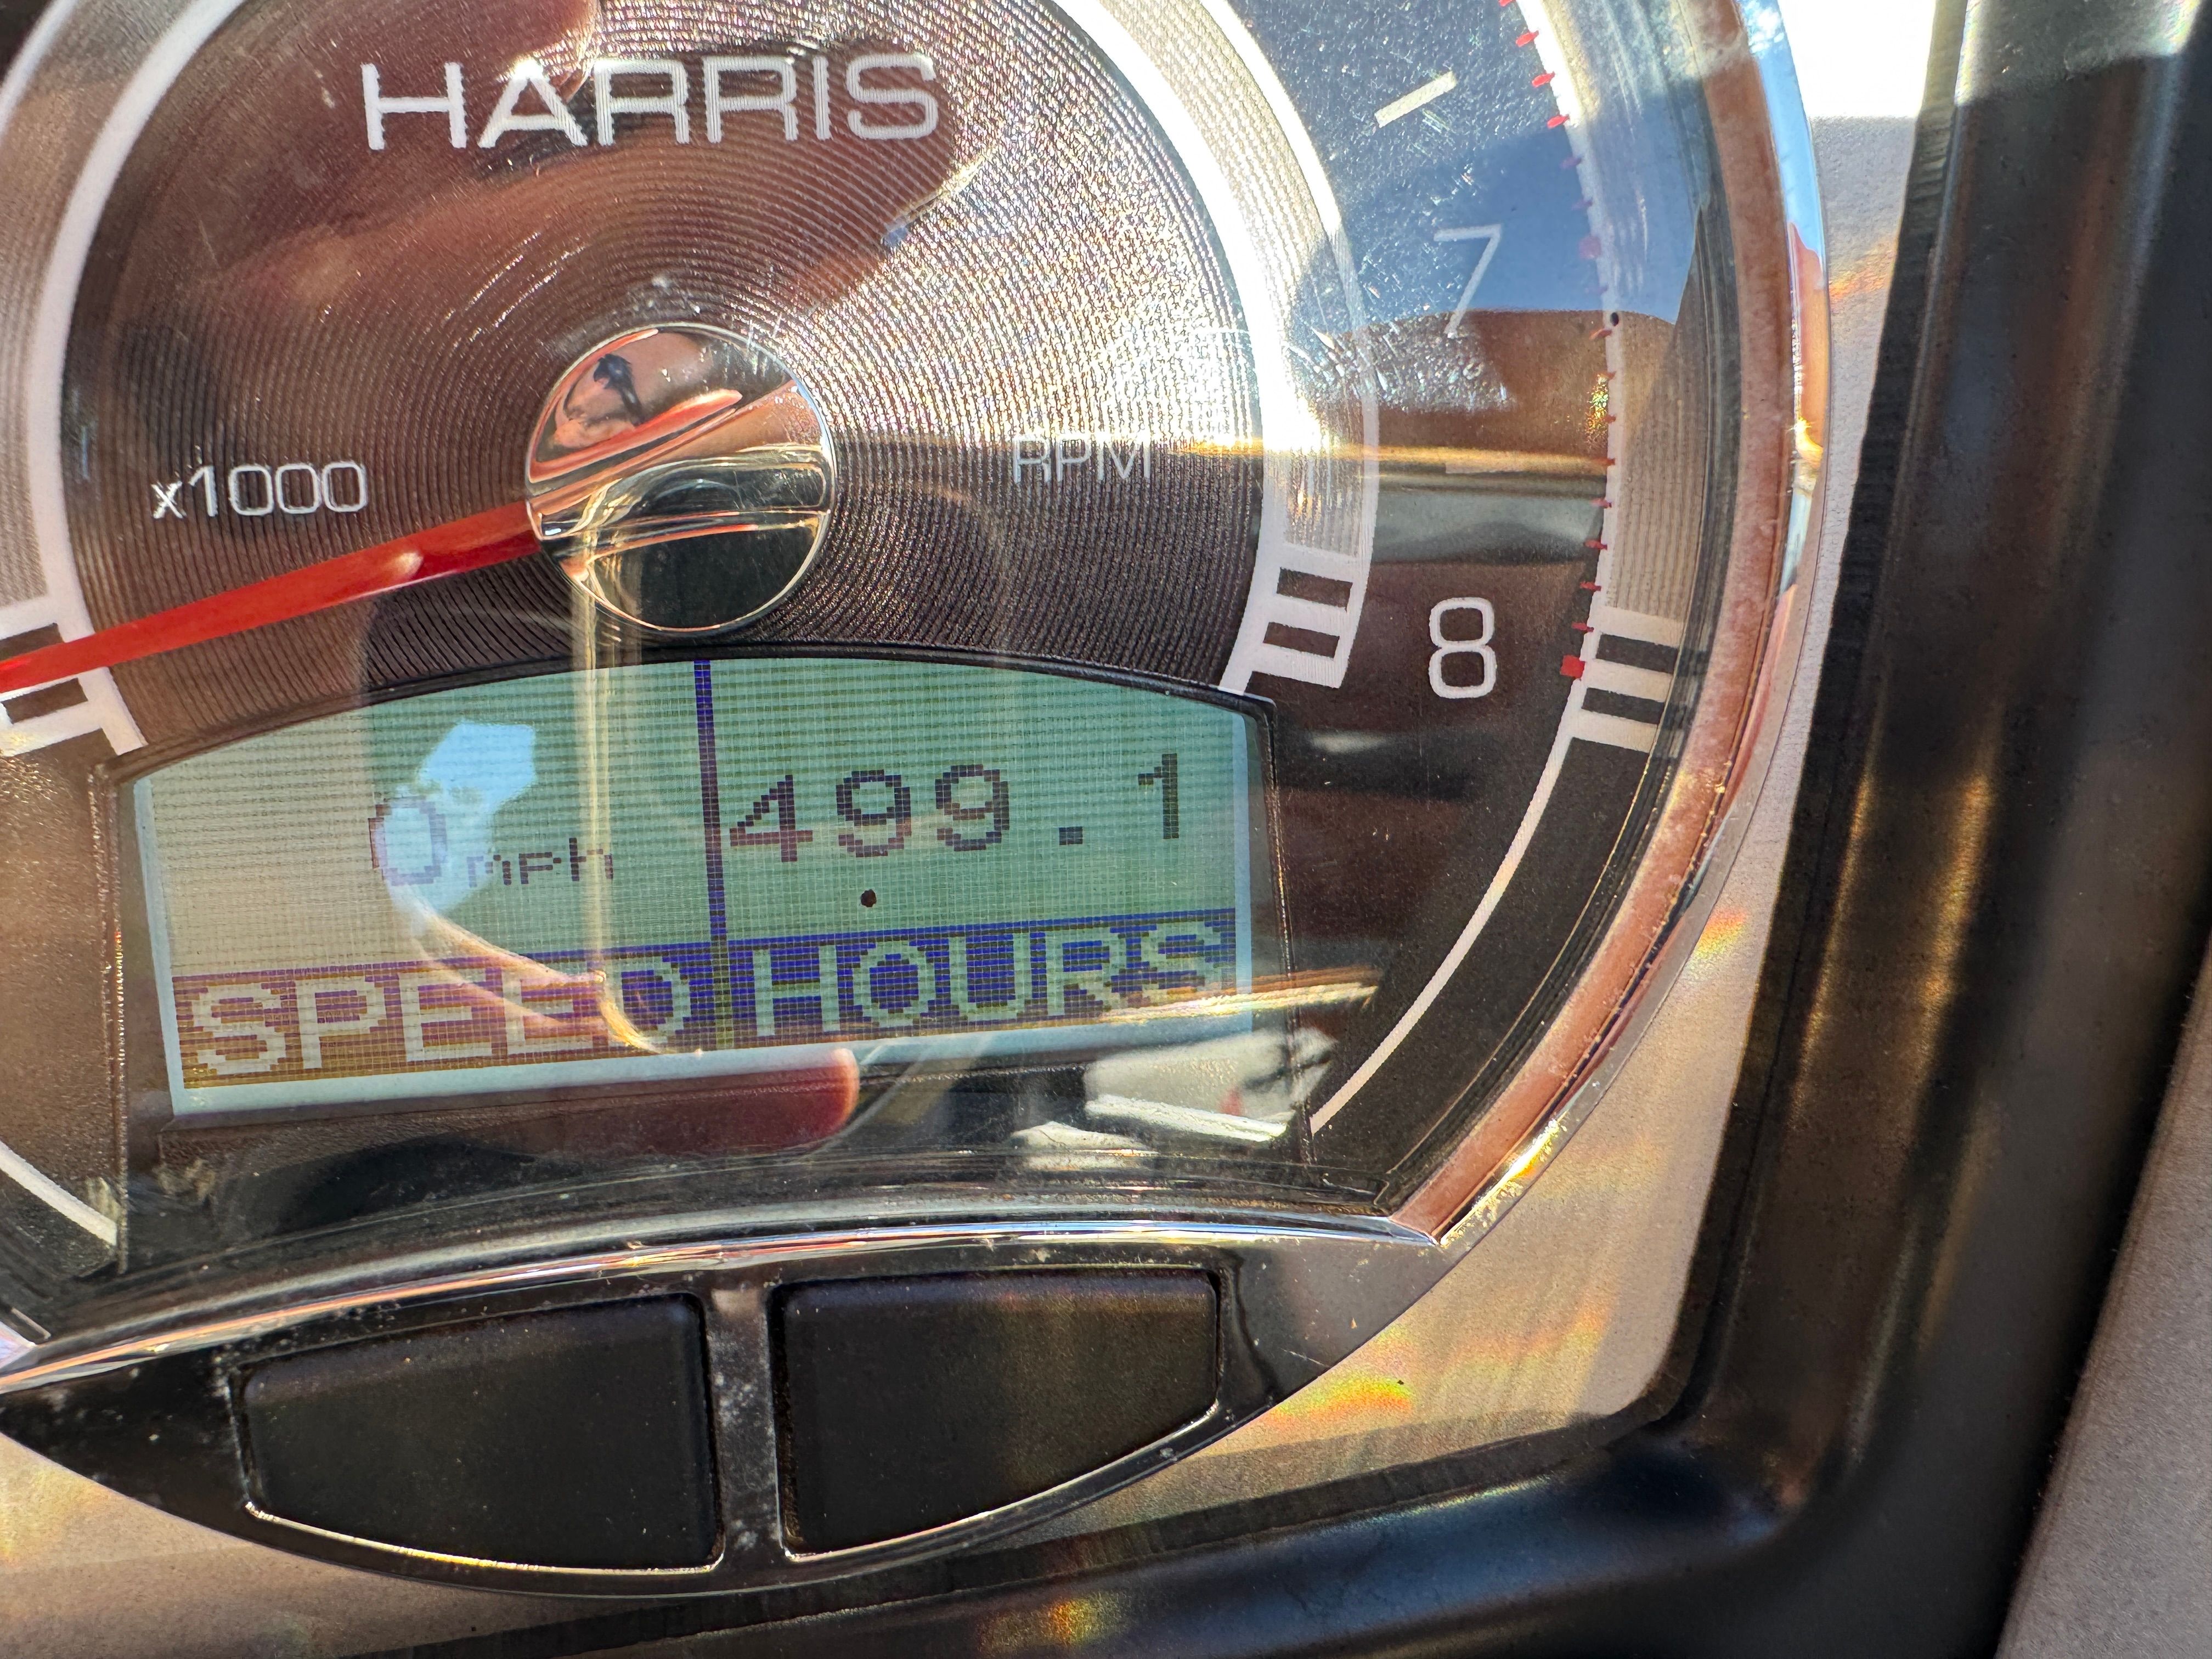 HARRIS
7
x1000 RPM
8
0 mph 499.1
SPEED HOURS